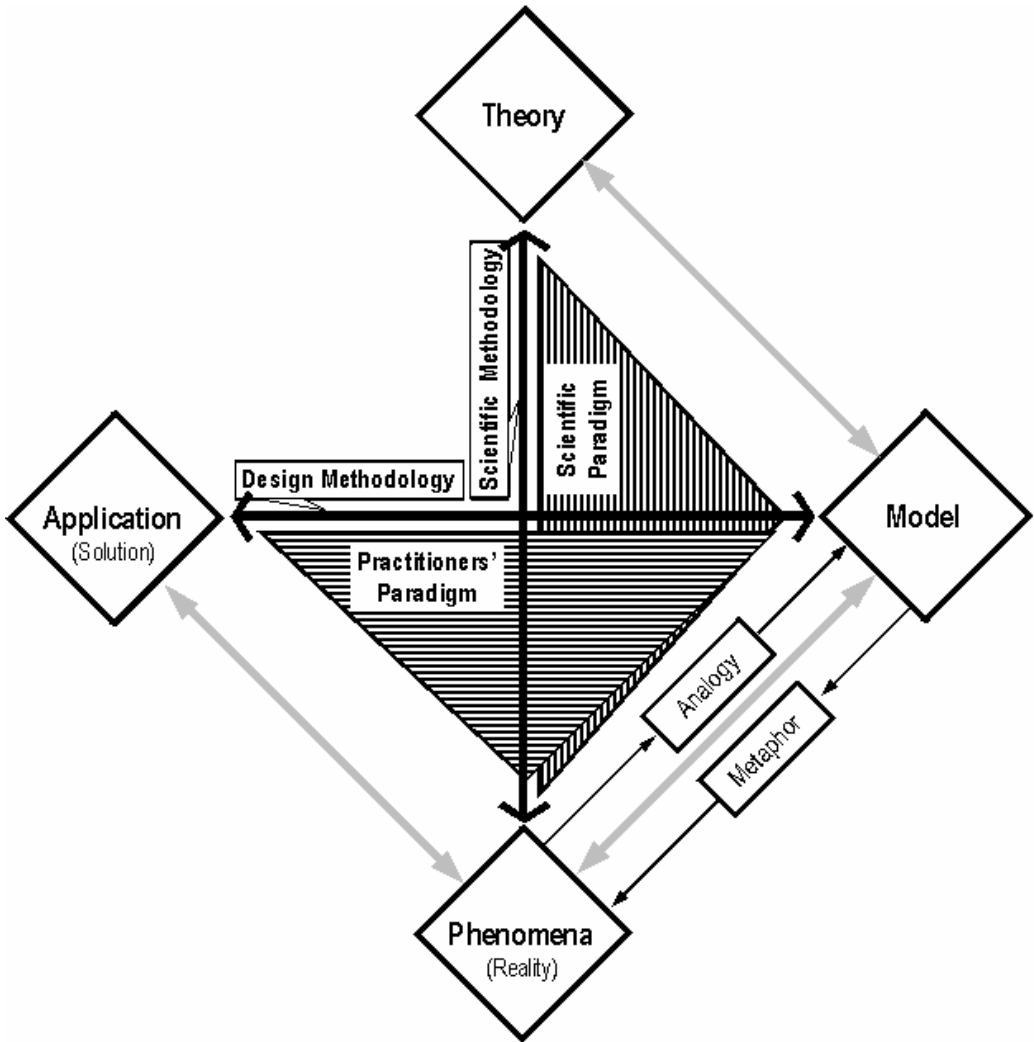 Theory
Scientific Methodology
Scientific
Paradigm
Design Methodology
Application
(Solution)
Model
Practitioners'
Paradigm
Analogy
Metaphor
Phenomena
(Reality)